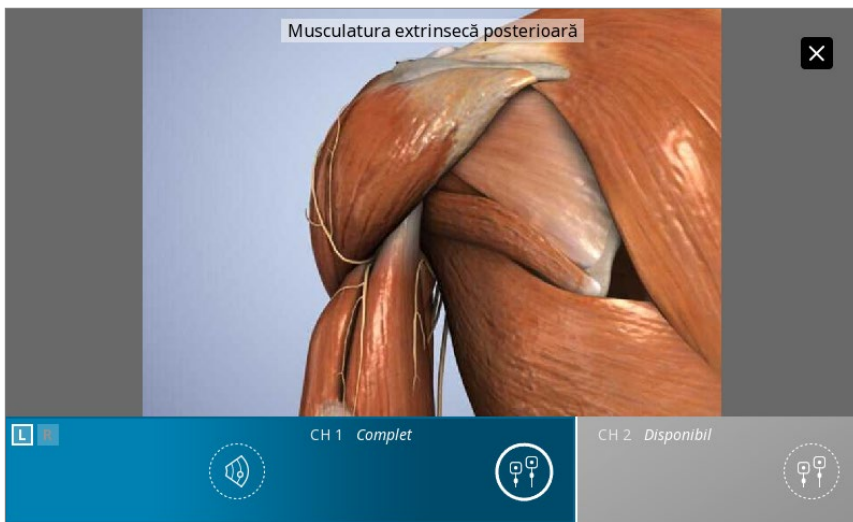 Musculatura extrinsecă posterioară
L R
CH 1 Complet
CH 2 Disponibil